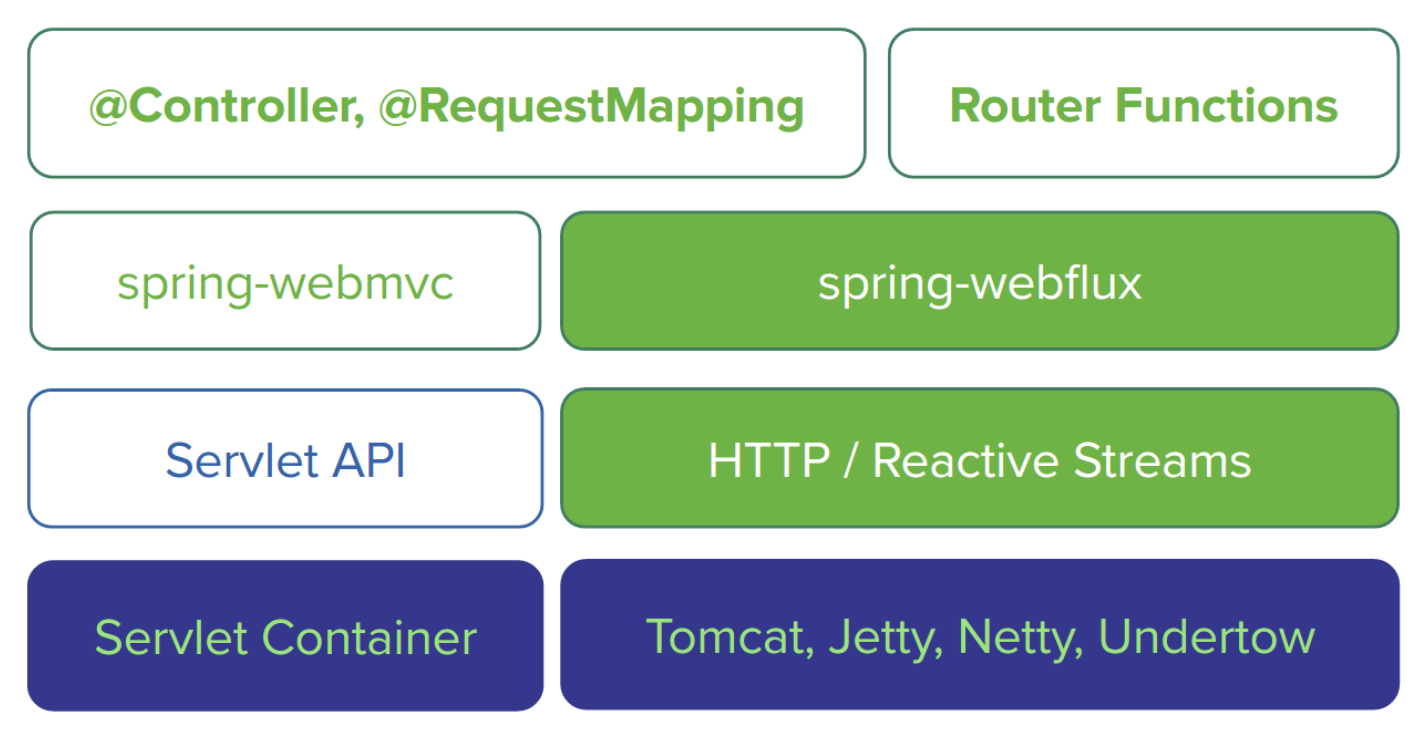 @Controller, @RequestMapping
Router Functions
spring-webmvc
spring-webflux
Servlet API
HTTP / Reactive Streams
Servlet Container
Tomcat, Jetty, Netty, Undertow